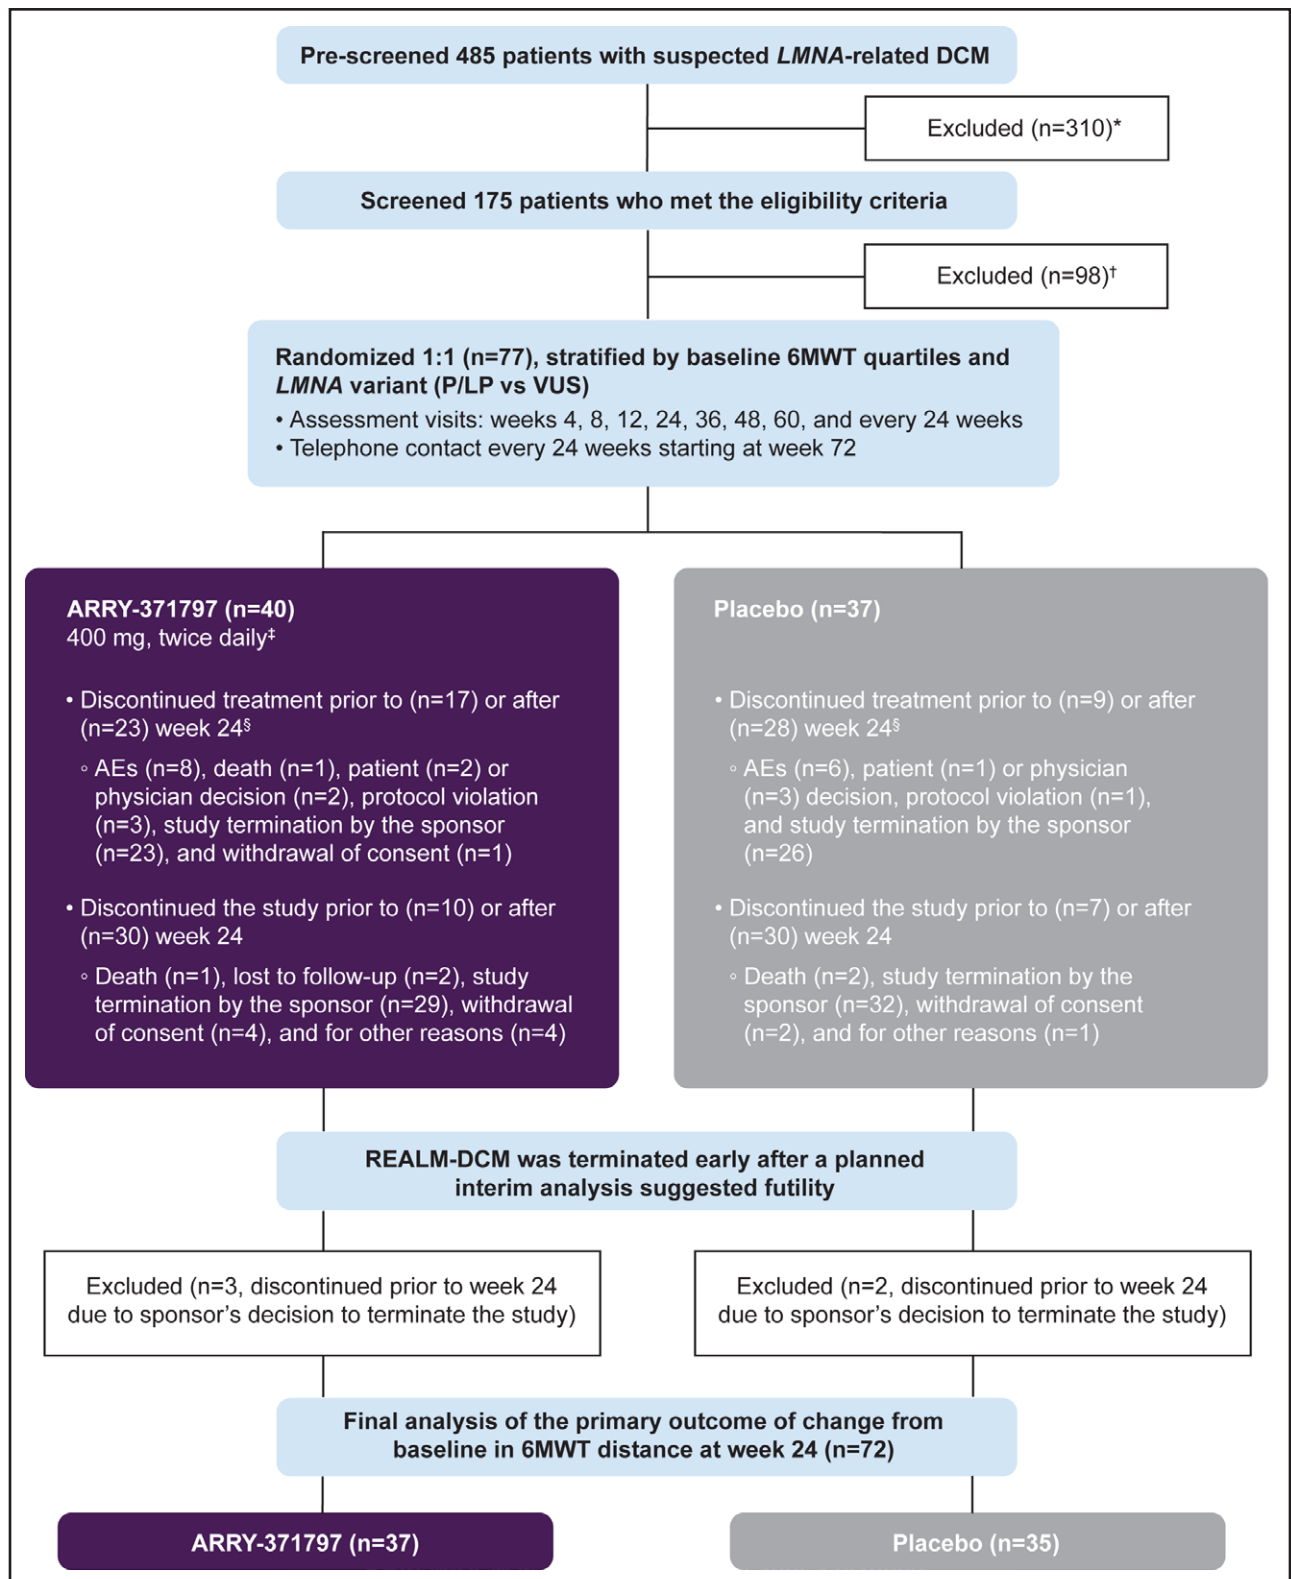 Pre-screened 485 patients with suspected LMNA-related DCM
Excluded (n=310)*
Screened 175 patients who met the eligibility criteria
Excluded (n=98)†
Randomized 1:1 (n=77), stratified by baseline 6MWT quartiles and
LMNA variant (P/LP vs VUS)
• Assessment visits: weeks 4, 8, 12, 24, 36, 48, 60, and every 24 weeks
• Telephone contact every 24 weeks starting at week 72
ARRY-371797 (n=40)
400 mg, twice daily‡
• Discontinued treatment prior to (n=17) or after
(n=23) week 24§
◦ AEs (n=8), death (n=1), patient (n=2) or
physician decision (n=2), protocol violation
(n=3), study termination by the sponsor
(n=23), and withdrawal of consent (n=1)
• Discontinued the study prior to (n=10) or after
(n=30) week 24
◦ Death (n=1), lost to follow-up (n=2), study
termination by the sponsor (n=29), withdrawal
of consent (n=4), and for other reasons (n=4)
Placebo (n=37)
• Discontinued treatment prior to (n=9) or after
(n=28) week 24§
◦ AEs (n=6), patient (n=1) or physician
(n=3) decision, protocol violation (n=1),
and study termination by the sponsor
(n=26)
• Discontinued the study prior to (n=7) or after
(n=30) week 24
◦ Death (n=2), study termination by the
sponsor (n=32), withdrawal of consent
(n=2), and for other reasons (n=1)
REALM-DCM was terminated early after a planned
interim analysis suggested futility
Excluded (n=3, discontinued prior to week 24
due to sponsor's decision to terminate the study)
Excluded (n=2, discontinued prior to week 24
due to sponsor's decision to terminate the study)
Final analysis of the primary outcome of change from
baseline in 6MWT distance at week 24 (n=72)
ARRY-371797 (n=37)
Placebo (n=35)